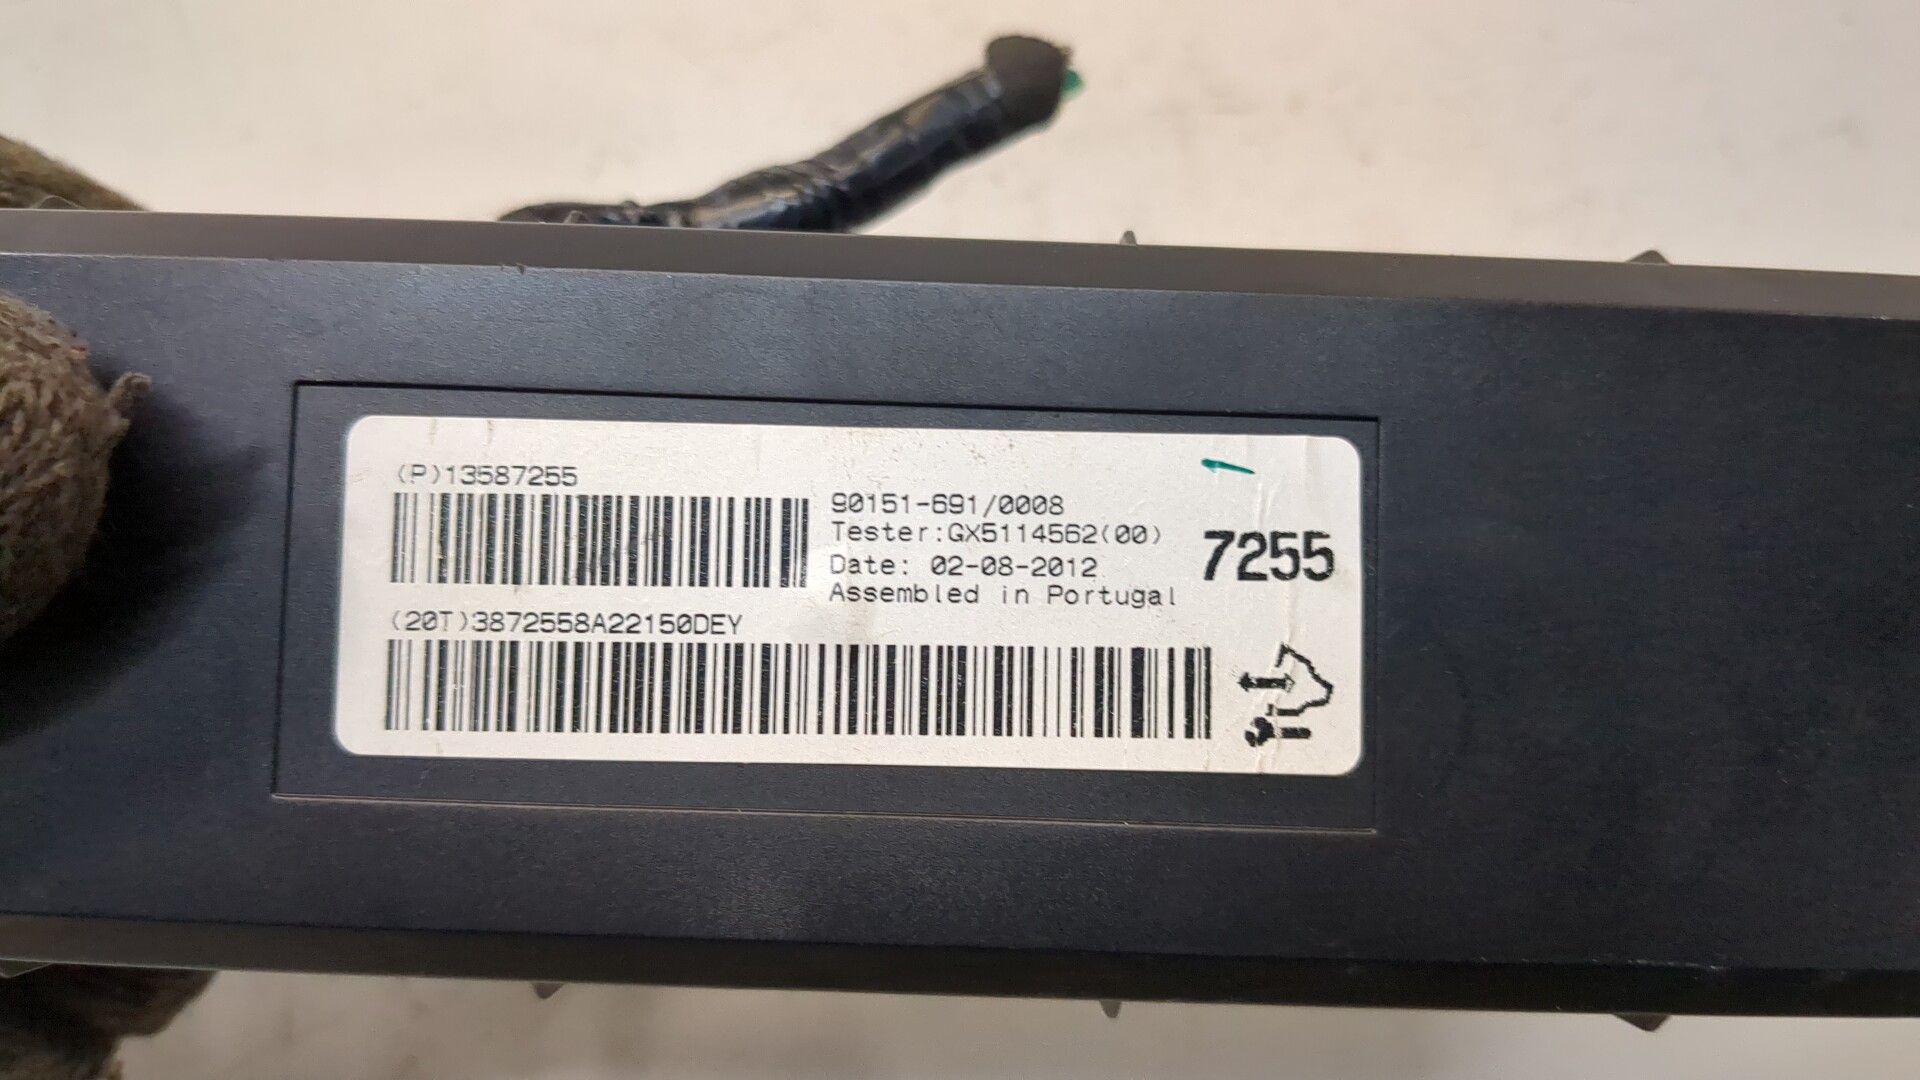 (P)13587255
90151-691/0008
Tester:GX5114562(00)
Date: 02-08-2012
Assembled in Portugal
7255
(20T)3872558A22150DEY